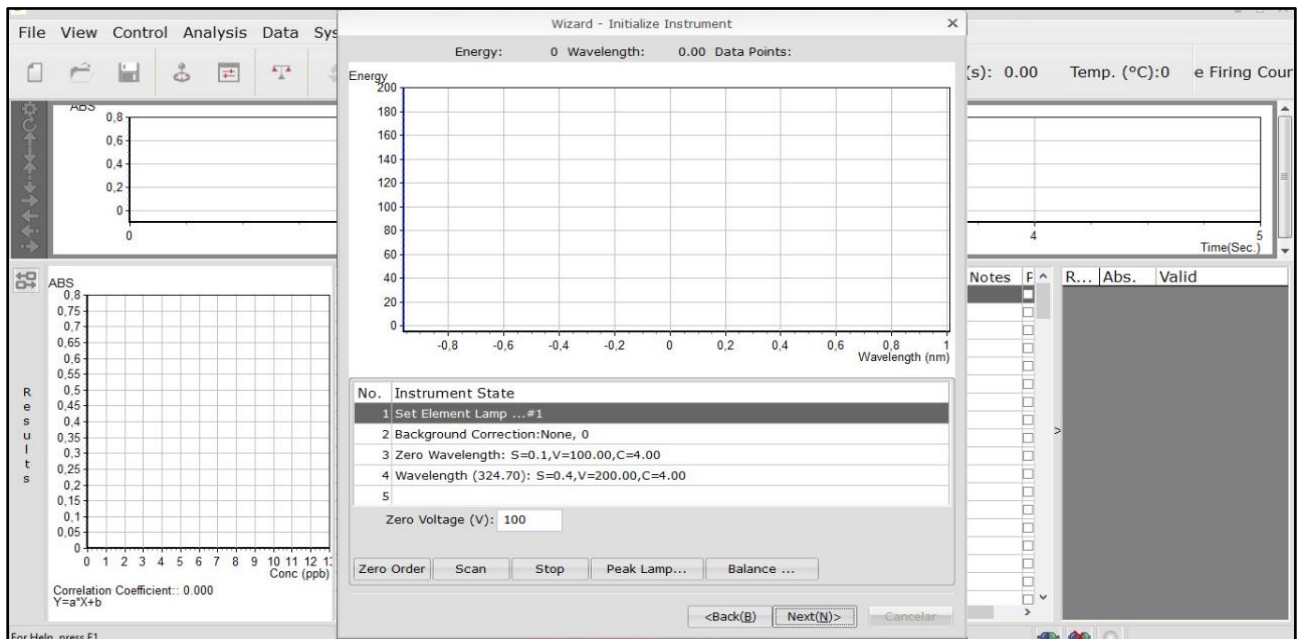 Wizard - Initialize Instrument
File View Control Analysis Data Sys
Energy: 0 Wavelength: 0.00 Data Points:
(s): 0.00 Temp. (ºC):0 e Firing Cour
Energy
200
180
160
140
120
100
80
60
40
20
0
-0,8 -0,6 -0,4 -0,2 0 0,2 0,4 0,6 0,8 1
Wavelength (nm)
ABS
0,8
0,6
0,4
0,2
0
0 4 5
Time(Sec.)
ABS
0,8
0,75
0,7
0,65
0,6
0,55
0,5
0,45
0,4
0,35
0,3
0,25
0,2
0,15
0,1
0,05
0
0 1 2 3 4 5 6 7 8 9 10 11 12 1
Conc (ppb)
Correlation Coefficient:: 0.000
Y=a*X+b
Results
No. Instrument State
1 Set Element Lamp ...#1
2 Background Correction:None, 0
3 Zero Wavelength: S=0.1,V=100.00,C=4.00
4 Wavelength (324.70): S=0.4,V=200.00,C=4.00
5
Zero Voltage (V): 100
Zero Order Scan Stop Peak Lamp... Balance ...
<Back(B) Next(N)> Cancelar
Notes F
R... Abs. Valid
>
For Help, press F1